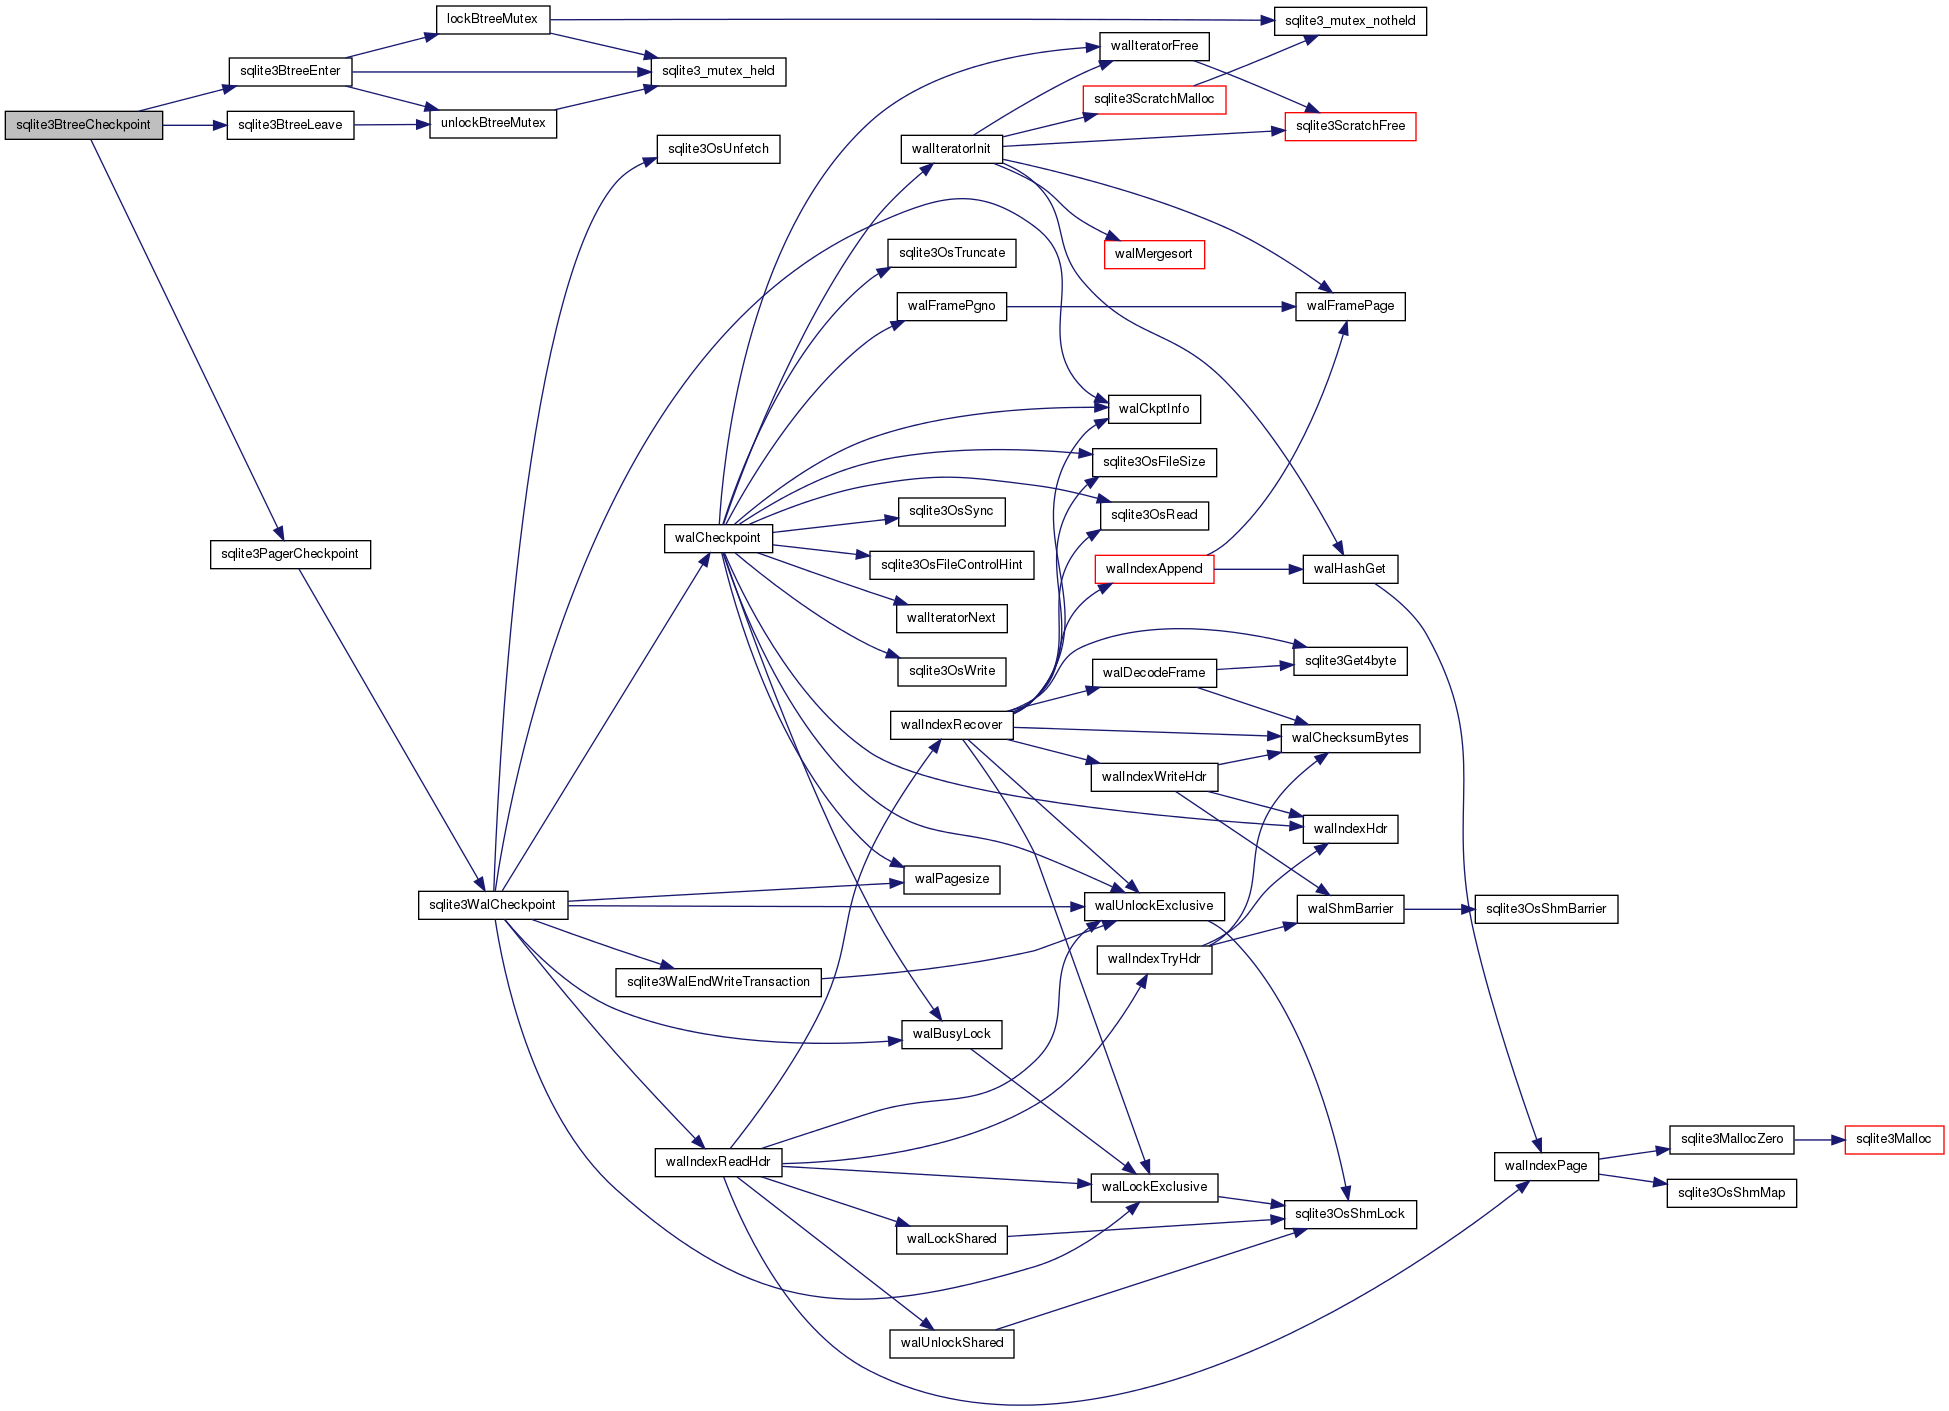 lockBtreeMutex
sqlite3_mutex_notheld
walIteratorFree
sqlite3BtreeEnter
sqlite3_mutex_held
sqlite3ScratchMalloc
sqlite3BtreeCheckpoint
sqlite3BtreeLeave
unlockBtreeMutex
sqlite3ScratchFree
sqlite3OsUnfetch
walIteratorInit
sqlite3OsTruncate
walMergesort
walFramePgno
walFramePage
walCkptInfo
sqlite3OsFileSize
sqlite3OsSync
sqlite3OsRead
walCheckpoint
sqlite3PagerCheckpoint
sqlite3OsFileControlHint
walIndexAppend
walHashGet
walIteratorNext
sqlite3OsWrite
walDecodeFrame
sqlite3Get4byte
walIndexRecover
walChecksumBytes
walIndexWriteHdr
walIndexHdr
walPagesize
sqlite3WalCheckpoint
walUnlockExclusive
walShmBarrier
sqlite3OsShmBarrier
walIndexTryHdr
sqlite3WalEndWriteTransaction
walBusyLock
sqlite3MallocZero
sqlite3Malloc
walIndexReadHdr
walIndexPage
walLockExclusive
sqlite3OsShmMap
sqlite3OsShmLock
walLockShared
walUnlockShared